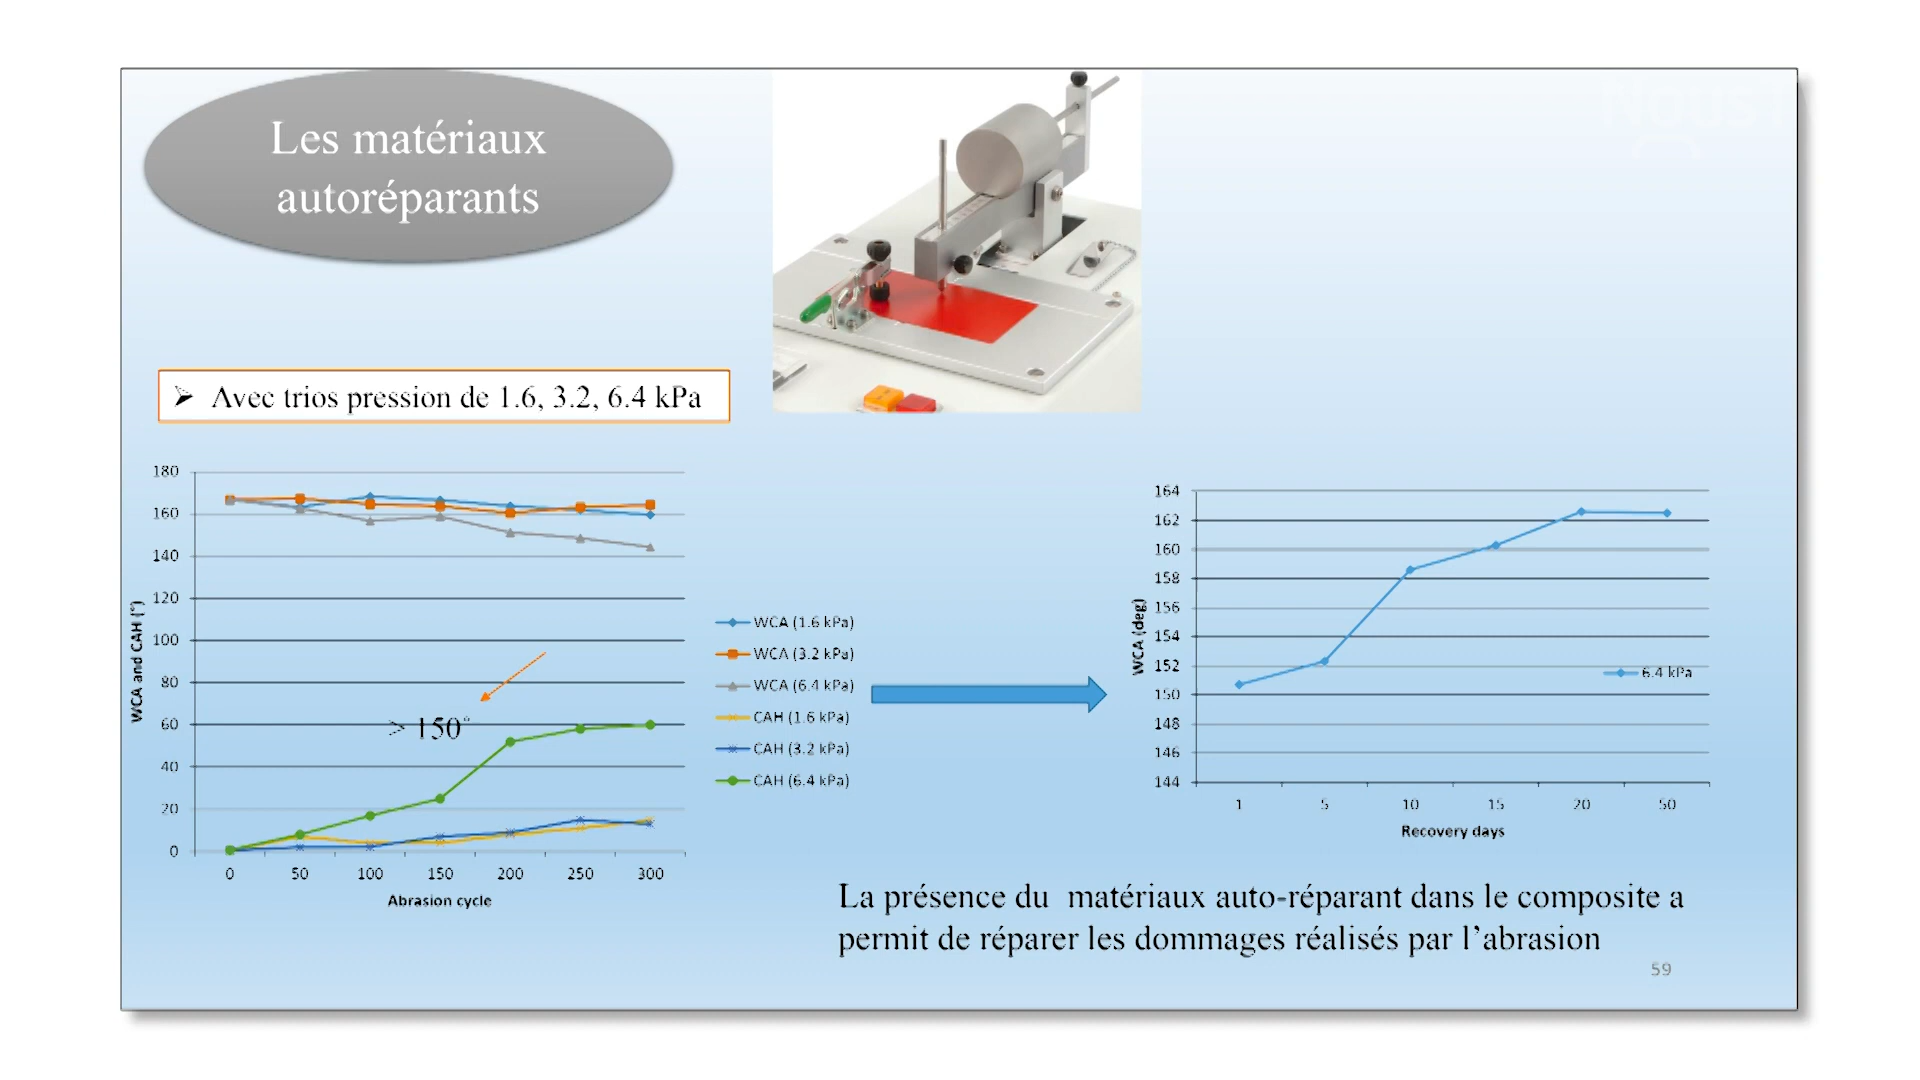 Les matériaux
autoréparants
➤ Avec trios pression de 1.6, 3.2, 6.4 kPa
WCA and CAH (°)
180
160
140
120
100
80
60
40
20
0
> 150°
0 50 100 150 200 250 300
Abrasion cycle
WCA (1.6 kPa)
WCA (3.2 kPa)
WCA (6.4 kPa)
CAH (1.6 kPa)
CAH (3.2 kPa)
CAH (6.4 kPa)
WCA (deg)
164
162
160
158
156
154
152
150
148
146
144
6.4 kPa
1 5 10 15 20 50
Recovery days
La présence du matériaux auto-réparant dans le composite a
permit de réparer les dommages réalisés par l’abrasion
59